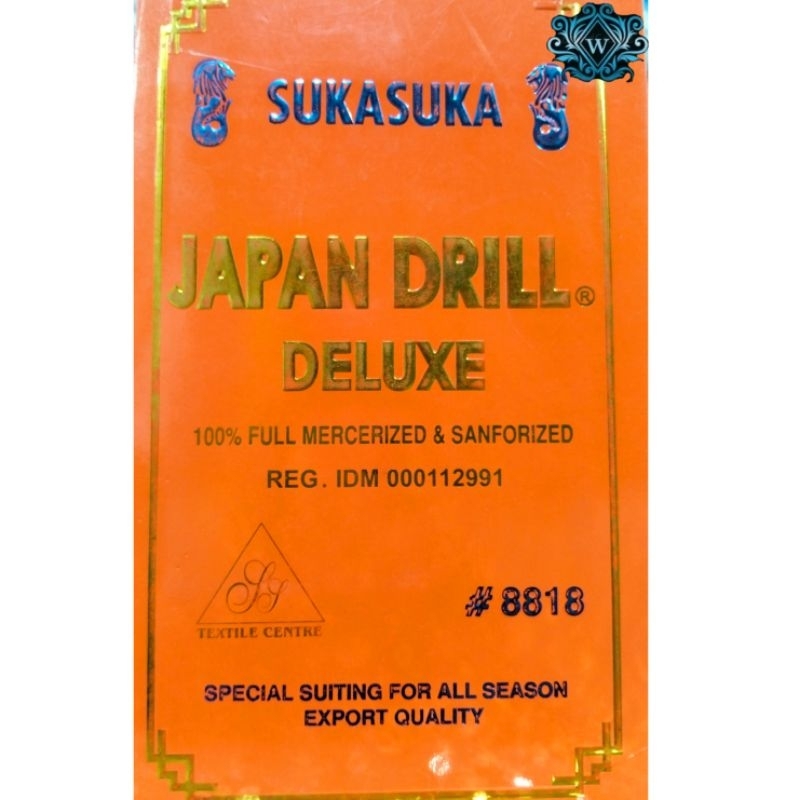 W
SUKASUKA
JAPAN DRILL®
DELUXE
100% FULL MERCERIZED & SANFORIZED
REG. IDM 000112991
SS
TEXTILE CENTRE
# 8818
SPECIAL SUITING FOR ALL SEASON
EXPORT QUALITY